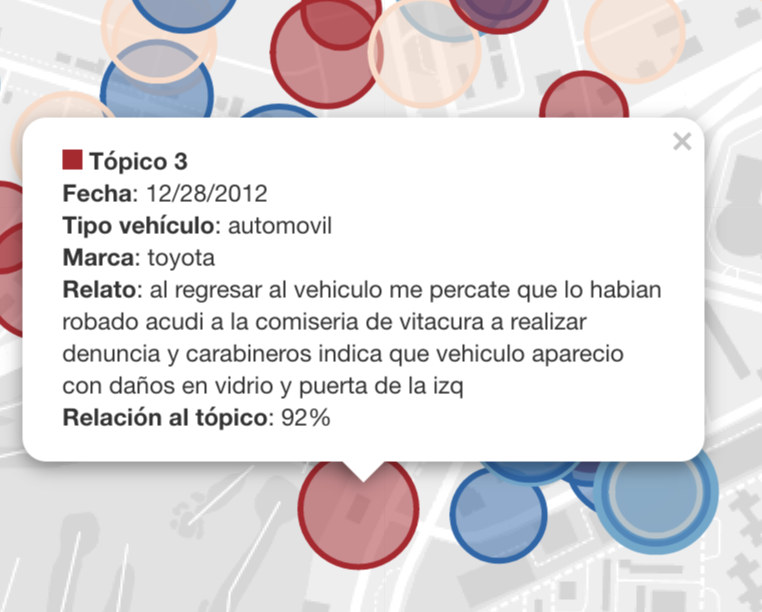 Tópico 3
Fecha: 12/28/2012
Tipo vehículo: automovil
Marca: toyota
Relato: al regresar al vehiculo me percate que lo habian
robado acudi a la comiseria de vitacura a realizar
denuncia y carabineros indica que vehiculo aparecio
con daños en vidrio y puerta de la izq
Relación al tópico: 92%